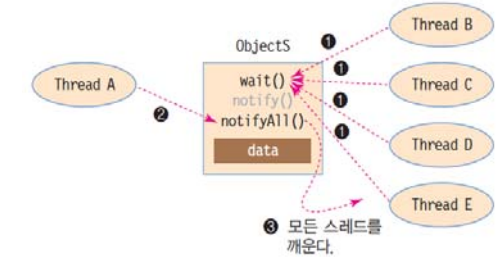 Thread B
ObjectS
❶
Thread A
wait()
❶
Thread C
notify()
❶
❷
notifyAll()
❶
Thread D
data
Thread E
❸ 모든 스레드를
깨운다.